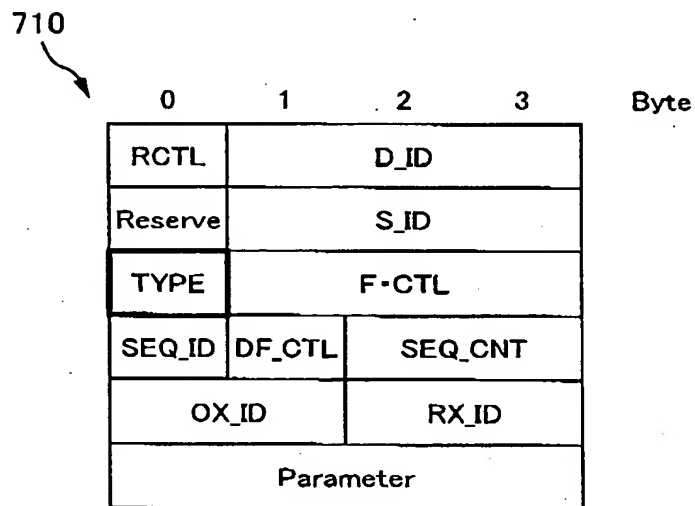 710
0 1 2 3 Byte
RCTL D_ID
Reserve S_ID
TYPE F-CTL
SEQ_ID DF_CTL SEQ_CNT
OX_ID RX_ID
Parameter